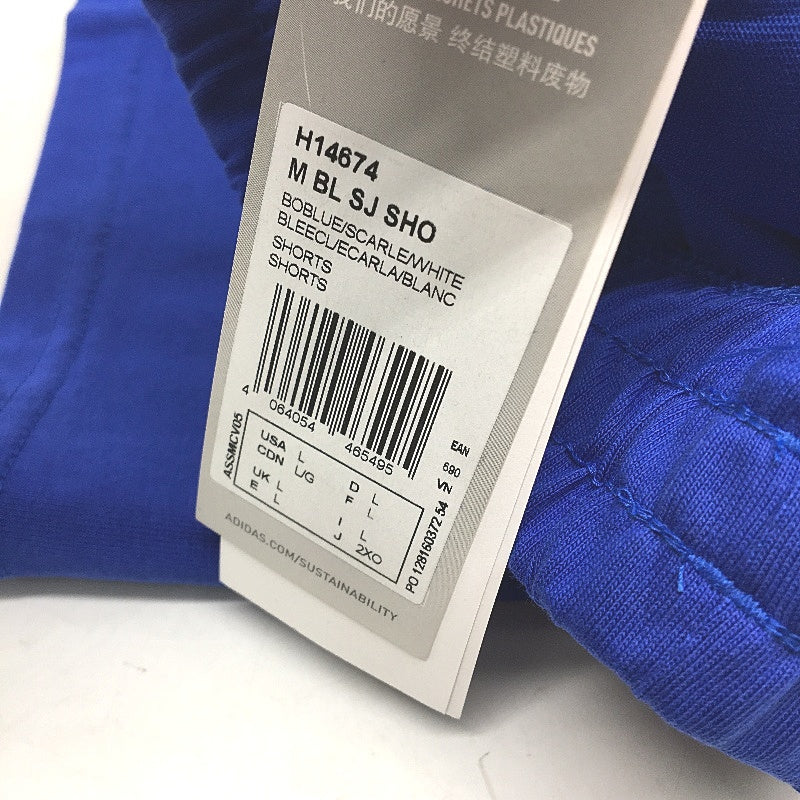 PLASTIQUES
我们的愿景 终结塑料废物
H14674
M BL SJ SHO
BOBLUE/SCARLE/WHITE
BLEECL/ECARLA/BLANC
SHORTS
SHORTS
4 064054 465495
EAN
690
VN
ASSMCV05
USA L
CDN L/G
UK L
E L
D L
F L
I L
J 2XO
PO 128160372 54
ADIDAS.COM/SUSTAINABILITY